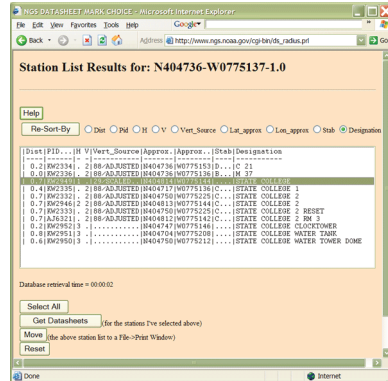 NGS DATASHEET MARK CHOICE - Microsoft Internet Explorer
File Edit View Favorites Tools Help Google
Back Address http://www.ngs.noaa.gov/cgi-bin/ds_radius.prl Go
Station List Results for: N404736-W0775137-1.0
Help
Re-Sort-By Dist Pid H V Vert_Source Lat_approx Lon_approx Stab Designation
|Dist|PID...|H V|Vert_Source|Approx.|Approx..|Stab|Designation
|----|------|- -|-----------|-------|--------|----|-----------
| 0.2|KW2334|. 2|88/ADJUSTED|N404736|W0775153|D...|C 21
| 0.0|KW2336|. 2|88/ADJUSTED|N404736|W0775136|B...|M 37
STATE COLLEGE
| 0.4|KW2335|. 2|88/ADJUSTED|N404717|W0775136|C...|STATE COLLEGE 1
| 0.7|KW2332|. 2|88/ADJUSTED|N404750|W0775225|C...|STATE COLLEGE 2
| 0.7|KW2946|2 2|88/ADJUSTED|N404813|W0775144|C...|STATE COLLEGE 2
| 0.7|KW2333|. 2|88/ADJUSTED|N404750|W0775225|C...|STATE COLLEGE 2 RESET
| 0.7|AJ6321|. 2|88/ADJUSTED|N404812|W0775144|C...|STATE COLLEGE 2 RM 3
| 0.2|KW2952|3 .|...........|N404747|W0775146|....|STATE COLLEGE CLOCKTOWER
| 0.8|KW2951|3 .|...........|N404704|W0775208|....|STATE COLLEGE WATER TANK
| 0.6|KW2950|3 .|...........|N404750|W0775212|....|STATE COLLEGE WATER TOWER DOME
Database retrieval time = 00:00:02
Select All
Get Datasheets (for the stations I've selected above)
Move (the above station list to a File->Print Window)
Reset
Done Internet